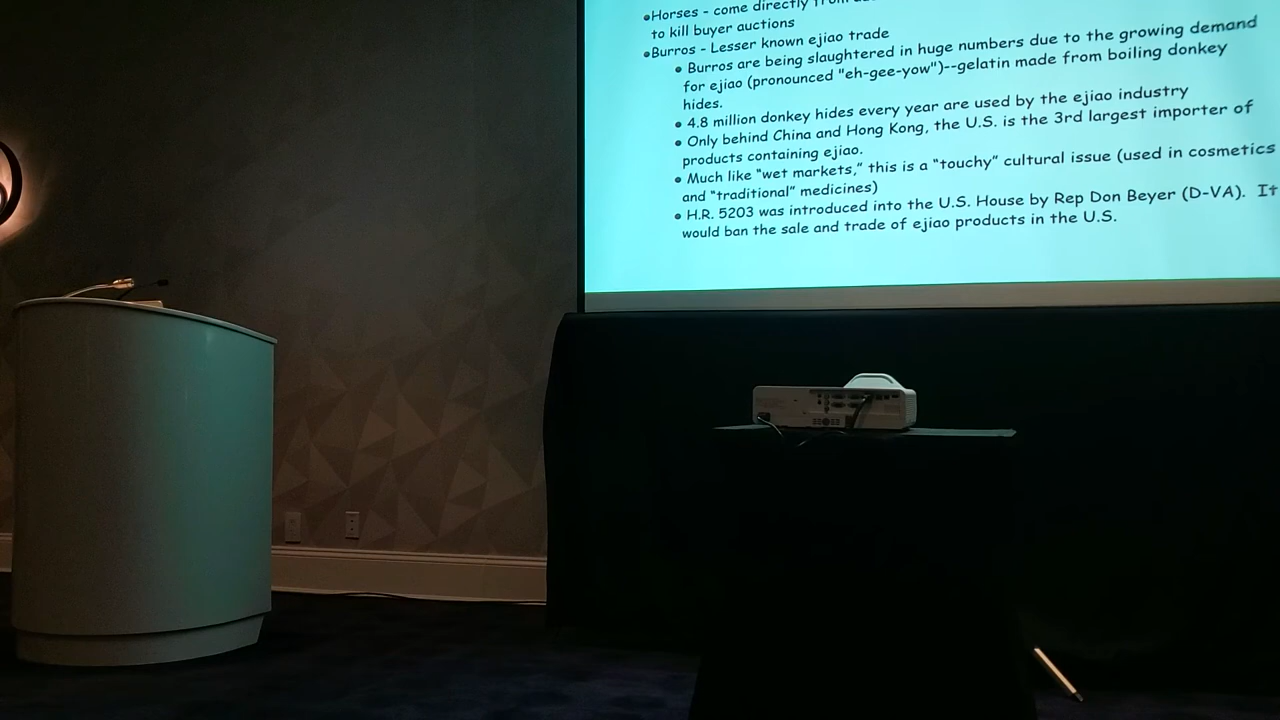 •Horses - come directly from
to kill buyer auctions
•Burros - Lesser known ejiao trade
• Burros are being slaughtered in huge numbers due to the growing demand
for ejiao (pronounced "eh-gee-yow")--gelatin made from boiling donkey
hides.
• 4.8 million donkey hides every year are used by the ejiao industry
• Only behind China and Hong Kong, the U.S. is the 3rd largest importer of
products containing ejiao.
• Much like “wet markets,” this is a “touchy” cultural issue (used in cosmetics
and “traditional” medicines)
• H.R. 5203 was introduced into the U.S. House by Rep Don Beyer (D-VA). It
would ban the sale and trade of ejiao products in the U.S.